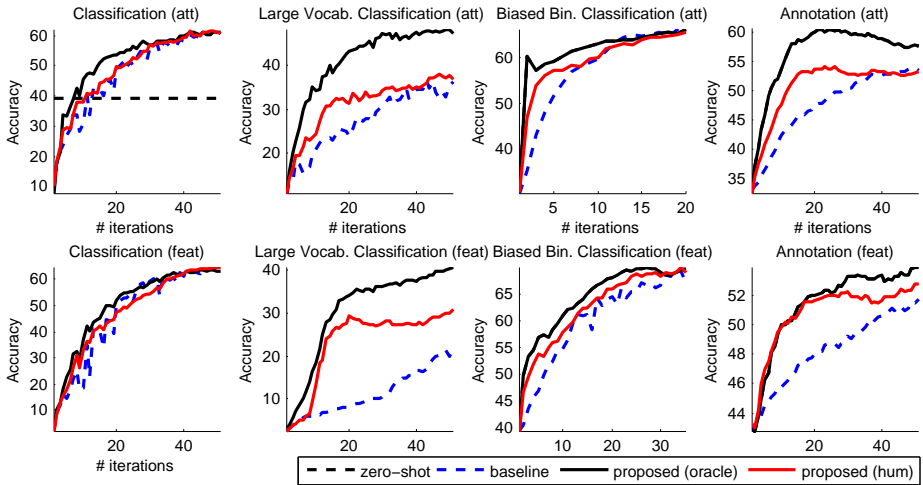 Classification (att)
Large Vocab. Classification (att)
Biased Bin. Classification (att)
Annotation (att)
Accuracy
60
50
40
30
20
10
20
40
# iterations
Accuracy
40
30
20
20
40
# iterations
Accuracy
60
50
40
5
10
15
20
# iterations
Accuracy
60
55
50
45
40
35
32
20
40
# iterations
Classification (feat)
Large Vocab. Classification (feat)
Biased Bin. Classification (feat)
Annotation (feat)
Accuracy
60
50
40
30
20
10
20
40
# iterations
Accuracy
40
30
20
10
20
40
Accuracy
65
60
55
50
45
40
10
20
30
Accuracy
52
50
48
46
44
20
40
zero−shot
baseline
proposed (oracle)
proposed (hum)